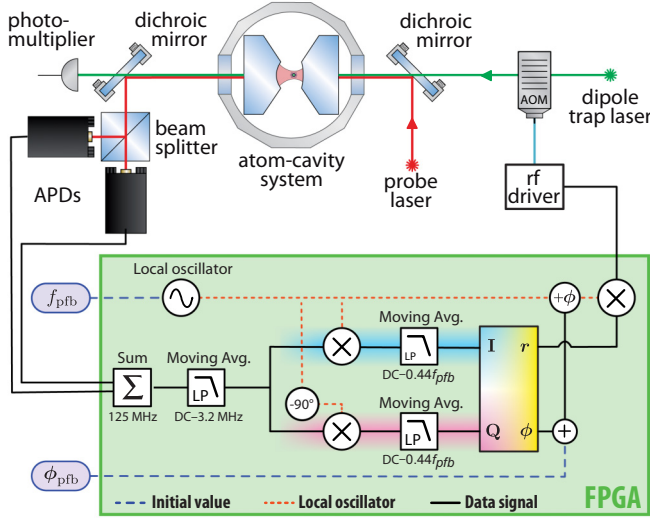 photo-
multiplier
dichroic
mirror
dichroic
mirror
AOM
dipole
trap laser
beam
splitter
atom-cavity
system
probe
laser
rf
driver
APDs
Local oscillator
f_pfb
+ϕ
Sum
Moving Avg.
Moving Avg.
Σ
LP
LP
I
r
125 MHz
DC–3.2 MHz
DC–0.44f_pfb
-90°
Moving Avg.
LP
Q
ϕ
DC–0.44f_pfb
ϕ_pfb
Initial value
Local oscillator
Data signal
FPGA